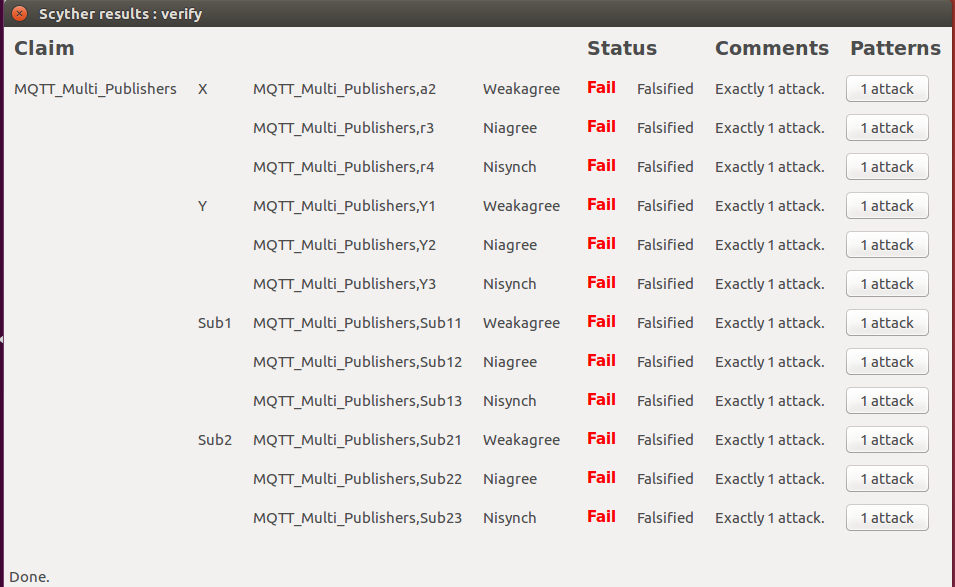 Scyther results : verify
Claim Status Comments Patterns
MQTT_Multi_Publishers X MQTT_Multi_Publishers,a2 Weakagree Fail Falsified Exactly 1 attack. 1 attack
MQTT_Multi_Publishers,r3 Niagree Fail Falsified Exactly 1 attack. 1 attack
MQTT_Multi_Publishers,r4 Nisynch Fail Falsified Exactly 1 attack. 1 attack
Y MQTT_Multi_Publishers,Y1 Weakagree Fail Falsified Exactly 1 attack. 1 attack
MQTT_Multi_Publishers,Y2 Niagree Fail Falsified Exactly 1 attack. 1 attack
MQTT_Multi_Publishers,Y3 Nisynch Fail Falsified Exactly 1 attack. 1 attack
Sub1 MQTT_Multi_Publishers,Sub11 Weakagree Fail Falsified Exactly 1 attack. 1 attack
MQTT_Multi_Publishers,Sub12 Niagree Fail Falsified Exactly 1 attack. 1 attack
MQTT_Multi_Publishers,Sub13 Nisynch Fail Falsified Exactly 1 attack. 1 attack
Sub2 MQTT_Multi_Publishers,Sub21 Weakagree Fail Falsified Exactly 1 attack. 1 attack
MQTT_Multi_Publishers,Sub22 Niagree Fail Falsified Exactly 1 attack. 1 attack
MQTT_Multi_Publishers,Sub23 Nisynch Fail Falsified Exactly 1 attack. 1 attack
Done.